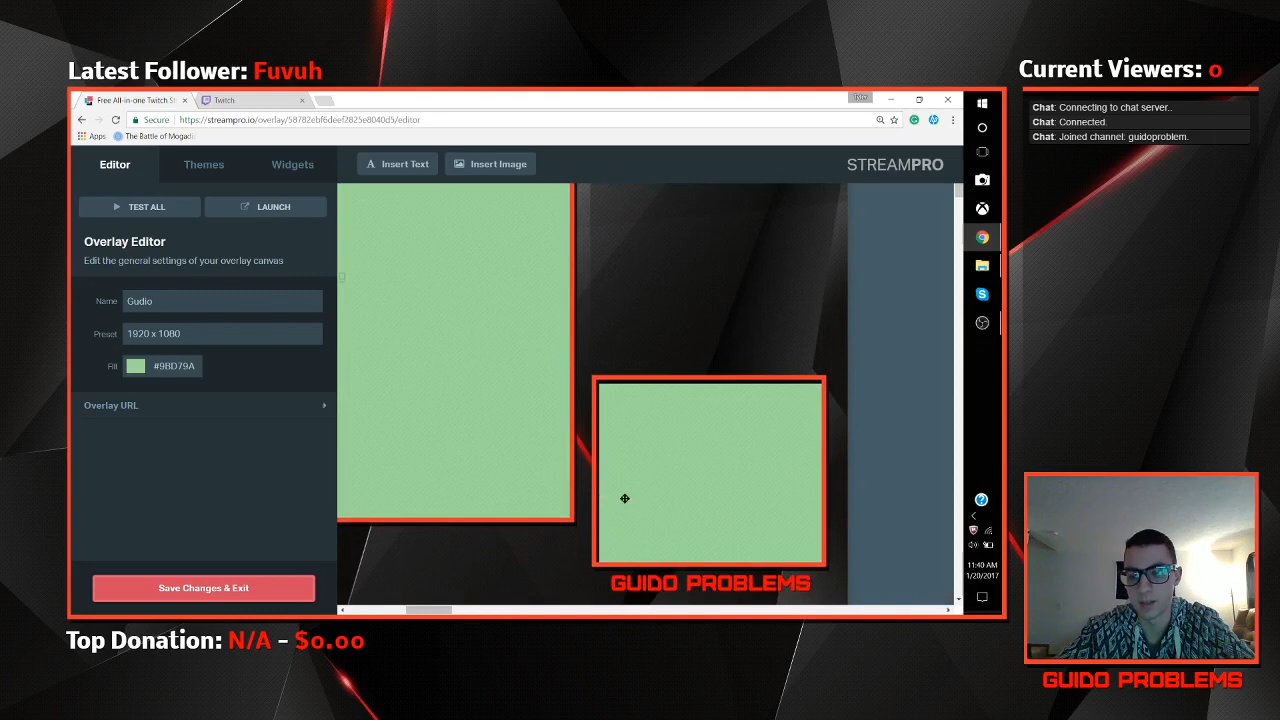 Latest Follower: Fuvuh
Current Viewers: 0
Free All-in-one Twitch St
Twitch
Tyler
Secure
https://streampro.io/overlay/58782ebf6deef2825e8040d5/editor
Apps
The Battle of Mogadi
Chat: Connecting to chat server..
Chat: Connected.
Chat: Joined channel: guidoproblem.
Editor
Themes
Widgets
A Insert Text
Insert Image
STREAMPRO
TEST ALL
LAUNCH
Overlay Editor
Edit the general settings of your overlay canvas
Name Gudio
Preset 1920 x 1080
Fill #9BD79A
Overlay URL
Save Changes & Exit
GUIDO PROBLEMS
11:40 AM
1/20/2017
Top Donation: N/A - $0.00
GUIDO PROBLEMS